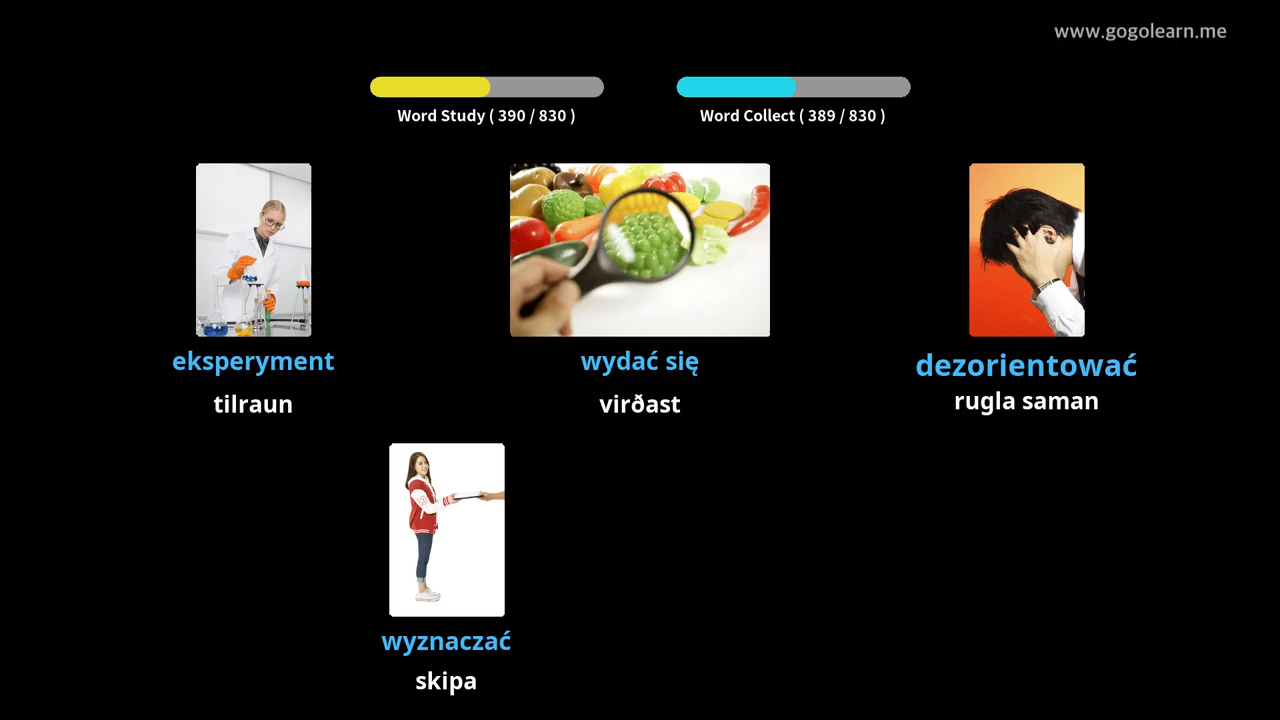 www.gogolearn.me
Word Study ( 390 / 830 )
Word Collect ( 389 / 830 )
eksperyment
tilraun
wydać się
virðast
dezorientować
rugla saman
wyznaczać
skipa